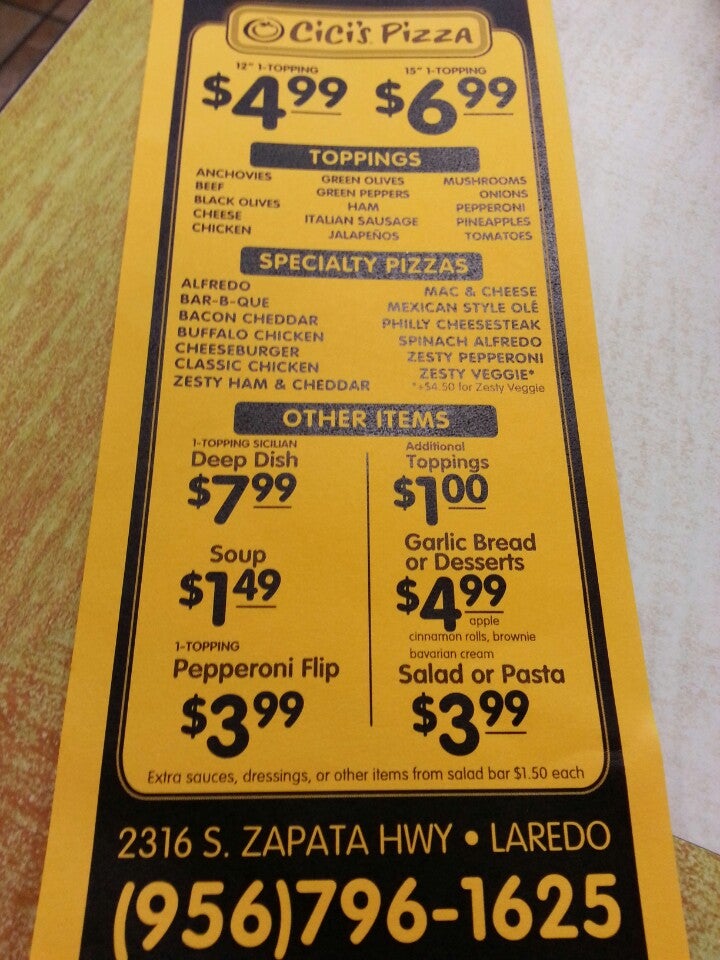 CiCi's Pizza
12" 1-TOPPING
$4.99
15" 1-TOPPING
$6.99
TOPPINGS
ANCHOVIES
BEEF
BLACK OLIVES
CHEESE
CHICKEN
GREEN OLIVES
GREEN PEPPERS
HAM
ITALIAN SAUSAGE
JALAPEÑOS
MUSHROOMS
ONIONS
PEPPERONI
PINEAPPLES
TOMATOES
SPECIALTY PIZZAS
ALFREDO
BAR-B-QUE
BACON CHEDDAR
BUFFALO CHICKEN
CHEESEBURGER
CLASSIC CHICKEN
ZESTY HAM & CHEDDAR
MAC & CHEESE
MEXICAN STYLE OLÉ
PHILLY CHEESESTEAK
SPINACH ALFREDO
ZESTY PEPPERONI
ZESTY VEGGIE*
*+$4.50 for Zesty Veggie
OTHER ITEMS
1-TOPPING SICILIAN
Deep Dish
$7.99
Soup
$1.49
1-TOPPING
Pepperoni Flip
$3.99
Additional
Toppings
$1.00
Garlic Bread
or Desserts
$4.99
apple
cinnamon rolls, brownie
bavarian cream
Salad or Pasta
$3.99
Extra sauces, dressings, or other items from salad bar $1.50 each
2316 S. ZAPATA HWY • LAREDO
(956)796-1625